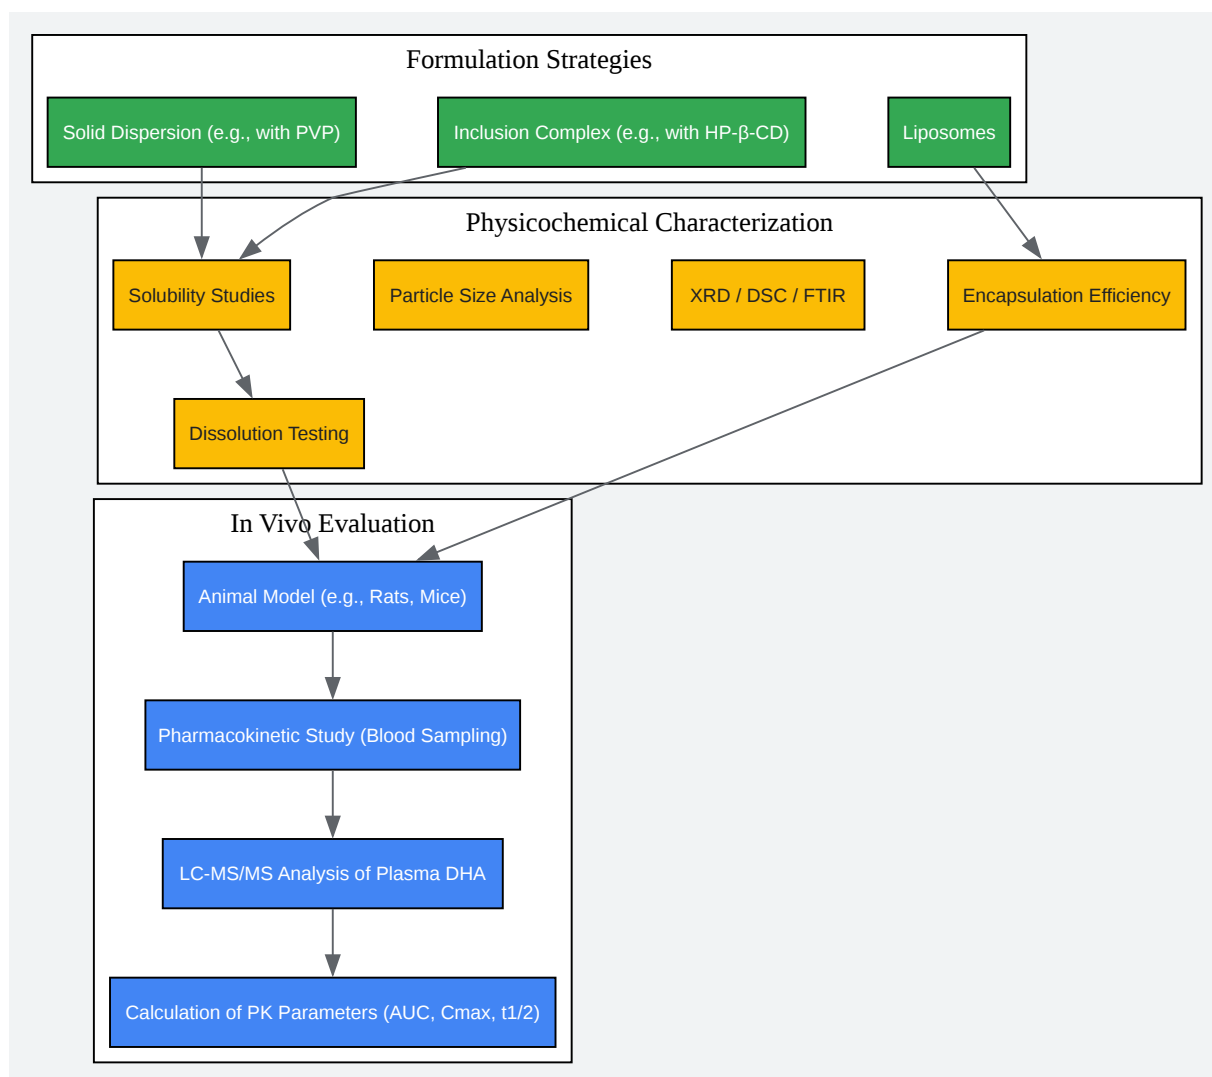 Formulation Strategies
Solid Dispersion (e.g., with PVP)
Inclusion Complex (e.g., with HP-β-CD)
Liposomes
Physicochemical Characterization
Solubility Studies
Particle Size Analysis
XRD / DSC / FTIR
Encapsulation Efficiency
Dissolution Testing
In Vivo Evaluation
Animal Model (e.g., Rats, Mice)
Pharmacokinetic Study (Blood Sampling)
LC-MS/MS Analysis of Plasma DHA
Calculation of PK Parameters (AUC, Cmax, t1/2)